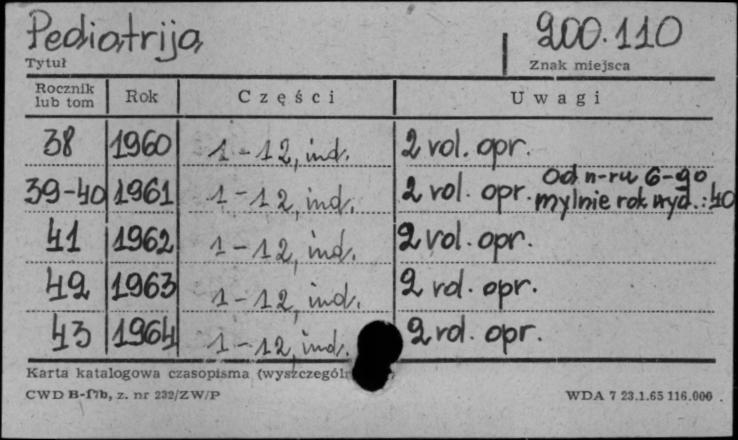 Pediatrija 200.110
Tytuł Znak miejsca
Rocznik lub tom Rok Części Uwagi
38 1960 1-12, ind. 2 vol. opr.
39-40 1961 1-12, ind. 2 vol. opr. Od n-ru 6-go
mylnie rok wyd.: 40
41 1962 1-12, ind. 2 vol. opr.
42 1963 1-12, ind. 2 vol. opr.
43 1964 1-12, ind. 2 vol. opr.
Karta katalogowa czasopisma (wyszczególn
CWD B-f7b, z. nr 232/ZW/P WDA 7 23.1.65 116.000